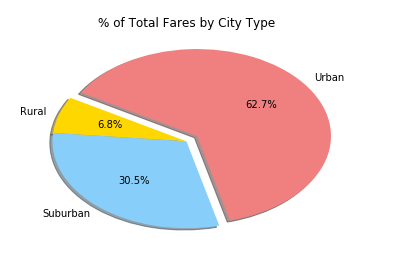 % of Total Fares by City Type
Urban
62.7%
Rural
6.8%
30.5%
Suburban